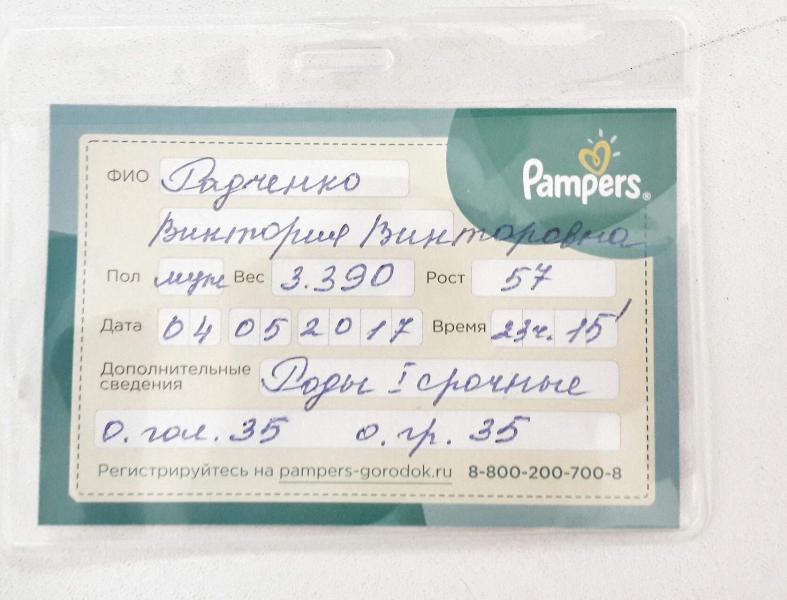 Pampers®
ФИО Радченко
Виктория Викторовна
Пол муж Вес 3.390 Рост 57
Дата 04 05 2017 Время 23ч. 15'
Дополнительные сведения Роды I срочные
о. гол. 35 о. гр. 35
Регистрируйтесь на pampers-gorodok.ru 8-800-200-700-8